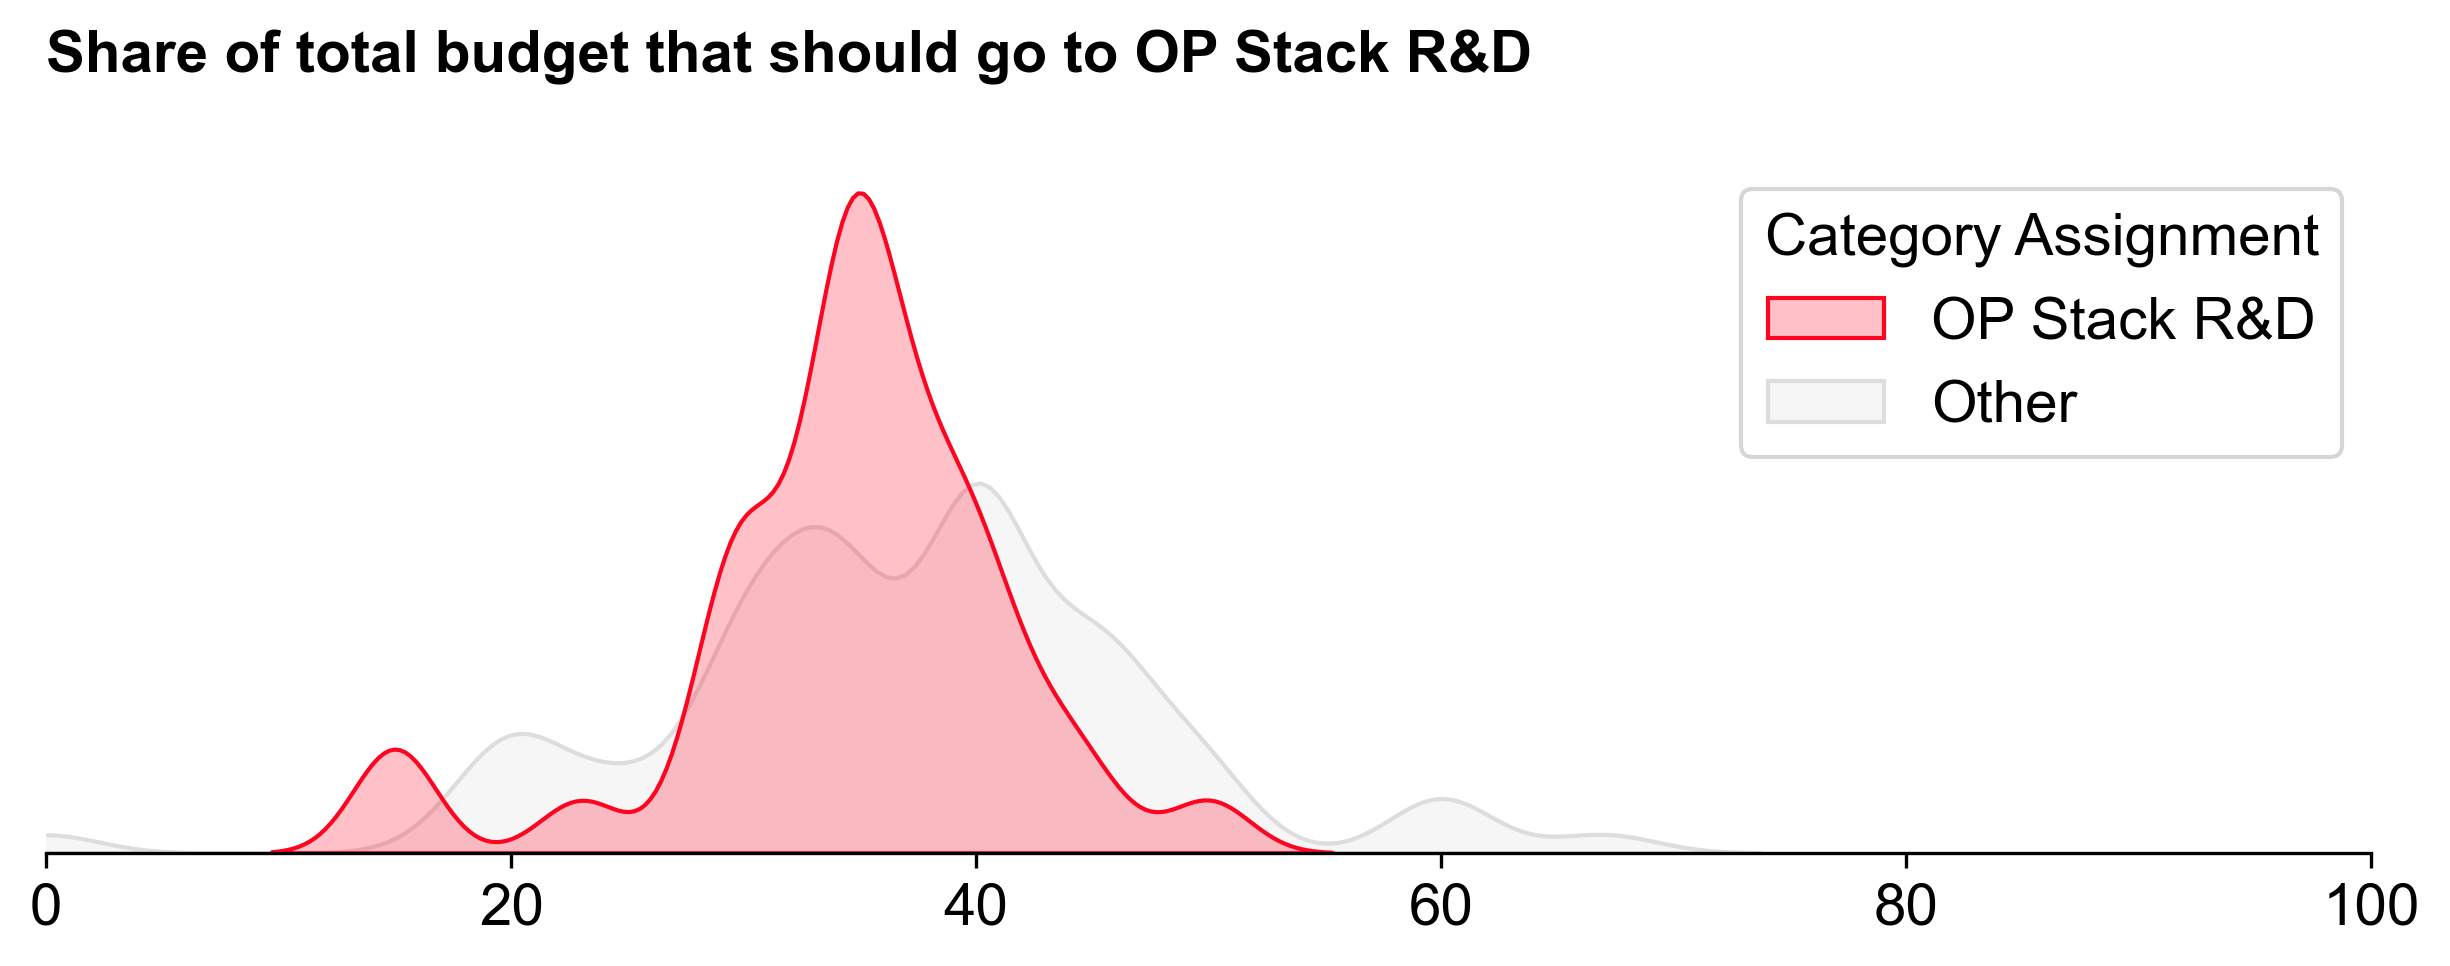 Share of total budget that should go to OP Stack R&D
Category Assignment
OP Stack R&D
Other
0 20 40 60 80 100